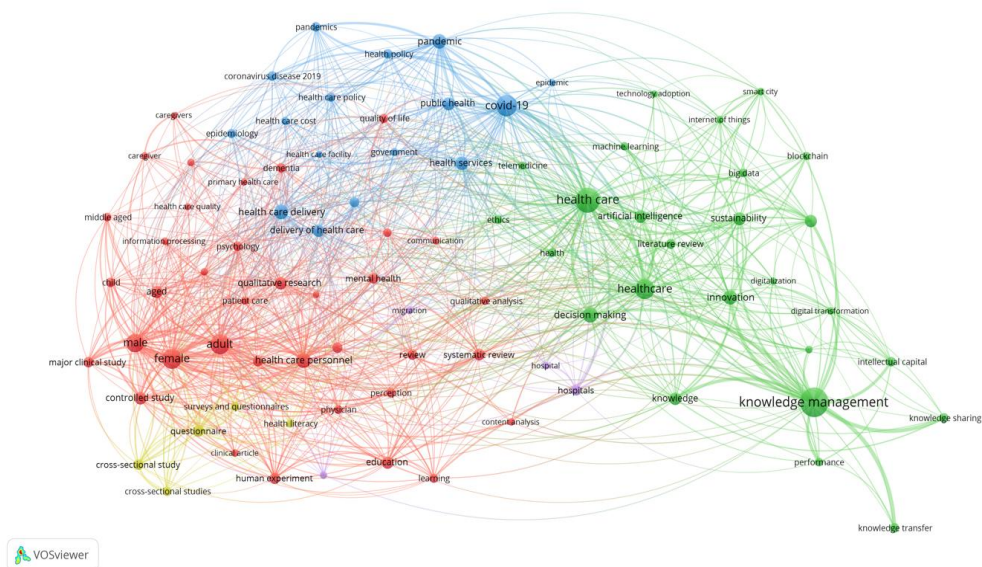 pandemics
pandemic
health policy
coronavirus disease 2019
epidemic
technology adoption
smart city
health care policy
public health
covid-19
caregivers
health care cost
quality of life
internet of things
epidemiology
machine learning
caregiver
health care facility
government
health services
telemedicine
blockchain
dementia
big data
primary health care
health care
health care quality
health care delivery
middle aged
ethics
artificial intelligence
sustainability
delivery of health care
information processing
psychology
communication
literature review
health
child
aged
qualitative research
mental health
healthcare
digitalization
patient care
qualitative analysis
innovation
migration
decision making
digital transformation
male
adult
female
health care personnel
review
systematic review
major clinical study
hospital
intellectual capital
controlled study
perception
hospitals
knowledge
knowledge management
surveys and questionnaires
physician
health literacy
content analysis
knowledge sharing
questionnaire
clinical article
cross-sectional study
education
performance
human experiment
learning
cross-sectional studies
knowledge transfer
VOSviewer